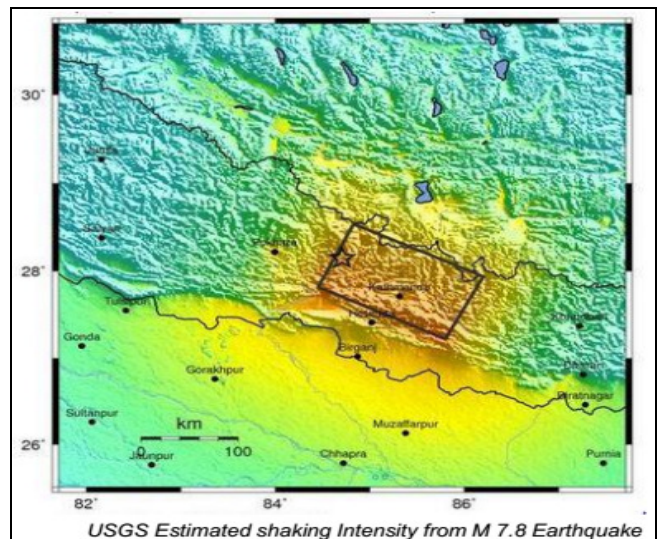 30
Pokhara
28
Kathmandu
Tulsipur
Hetauda
Gonda
Birganj
Gorakhpur
Biratnagar
Sultanpur
km
26
0
100
Muzaffarpur
Jaunpur
Chhapra
Purnia
82°
84°
86°
USGS Estimated shaking Intensity from M 7.8 Earthquake